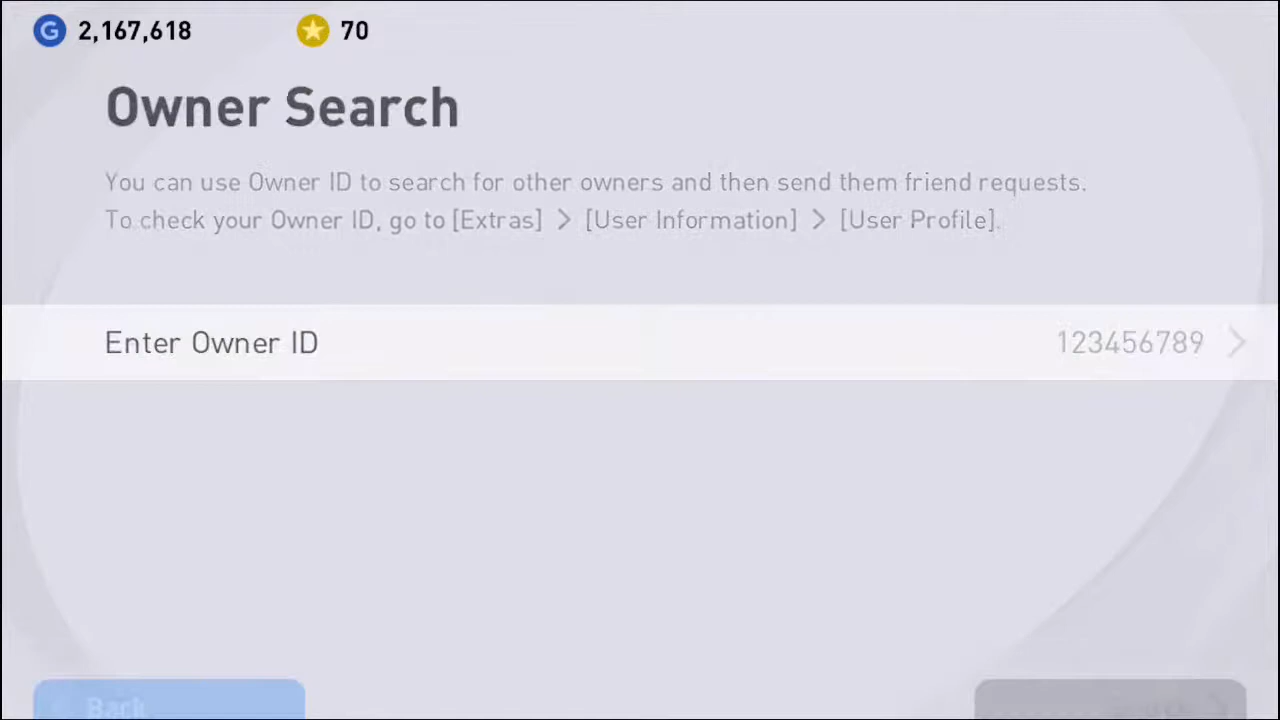 G 2,167,618 70
Owner Search
You can use Owner ID to search for other owners and then send them friend requests.
To check your Owner ID, go to [Extras] > [User Information] > [User Profile].
Enter Owner ID 123456789 >
Back